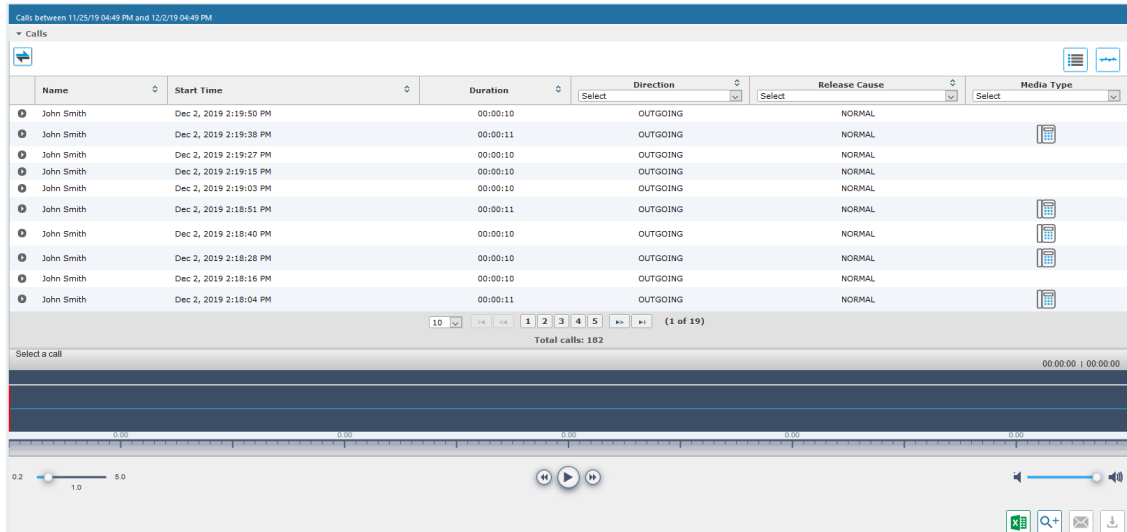 Calls between 11/25/19 04:49 PM and 12/2/19 04:49 PM
Calls
Name Start Time Duration Direction Release Cause Media Type
Select Select Select
John Smith Dec 2, 2019 2:19:50 PM 00:00:10 OUTGOING NORMAL
John Smith Dec 2, 2019 2:19:38 PM 00:00:11 OUTGOING NORMAL
John Smith Dec 2, 2019 2:19:27 PM 00:00:10 OUTGOING NORMAL
John Smith Dec 2, 2019 2:19:15 PM 00:00:10 OUTGOING NORMAL
John Smith Dec 2, 2019 2:19:03 PM 00:00:10 OUTGOING NORMAL
John Smith Dec 2, 2019 2:18:51 PM 00:00:11 OUTGOING NORMAL
John Smith Dec 2, 2019 2:18:40 PM 00:00:10 OUTGOING NORMAL
John Smith Dec 2, 2019 2:18:28 PM 00:00:10 OUTGOING NORMAL
John Smith Dec 2, 2019 2:18:16 PM 00:00:10 OUTGOING NORMAL
John Smith Dec 2, 2019 2:18:04 PM 00:00:11 OUTGOING NORMAL
10 1 2 3 4 5 (1 of 19)
Total calls: 182
Select a call
00:00:00 | 00:00:00
0.00 0.00 0.00 0.00 0.00
0.2 5.0
1.0